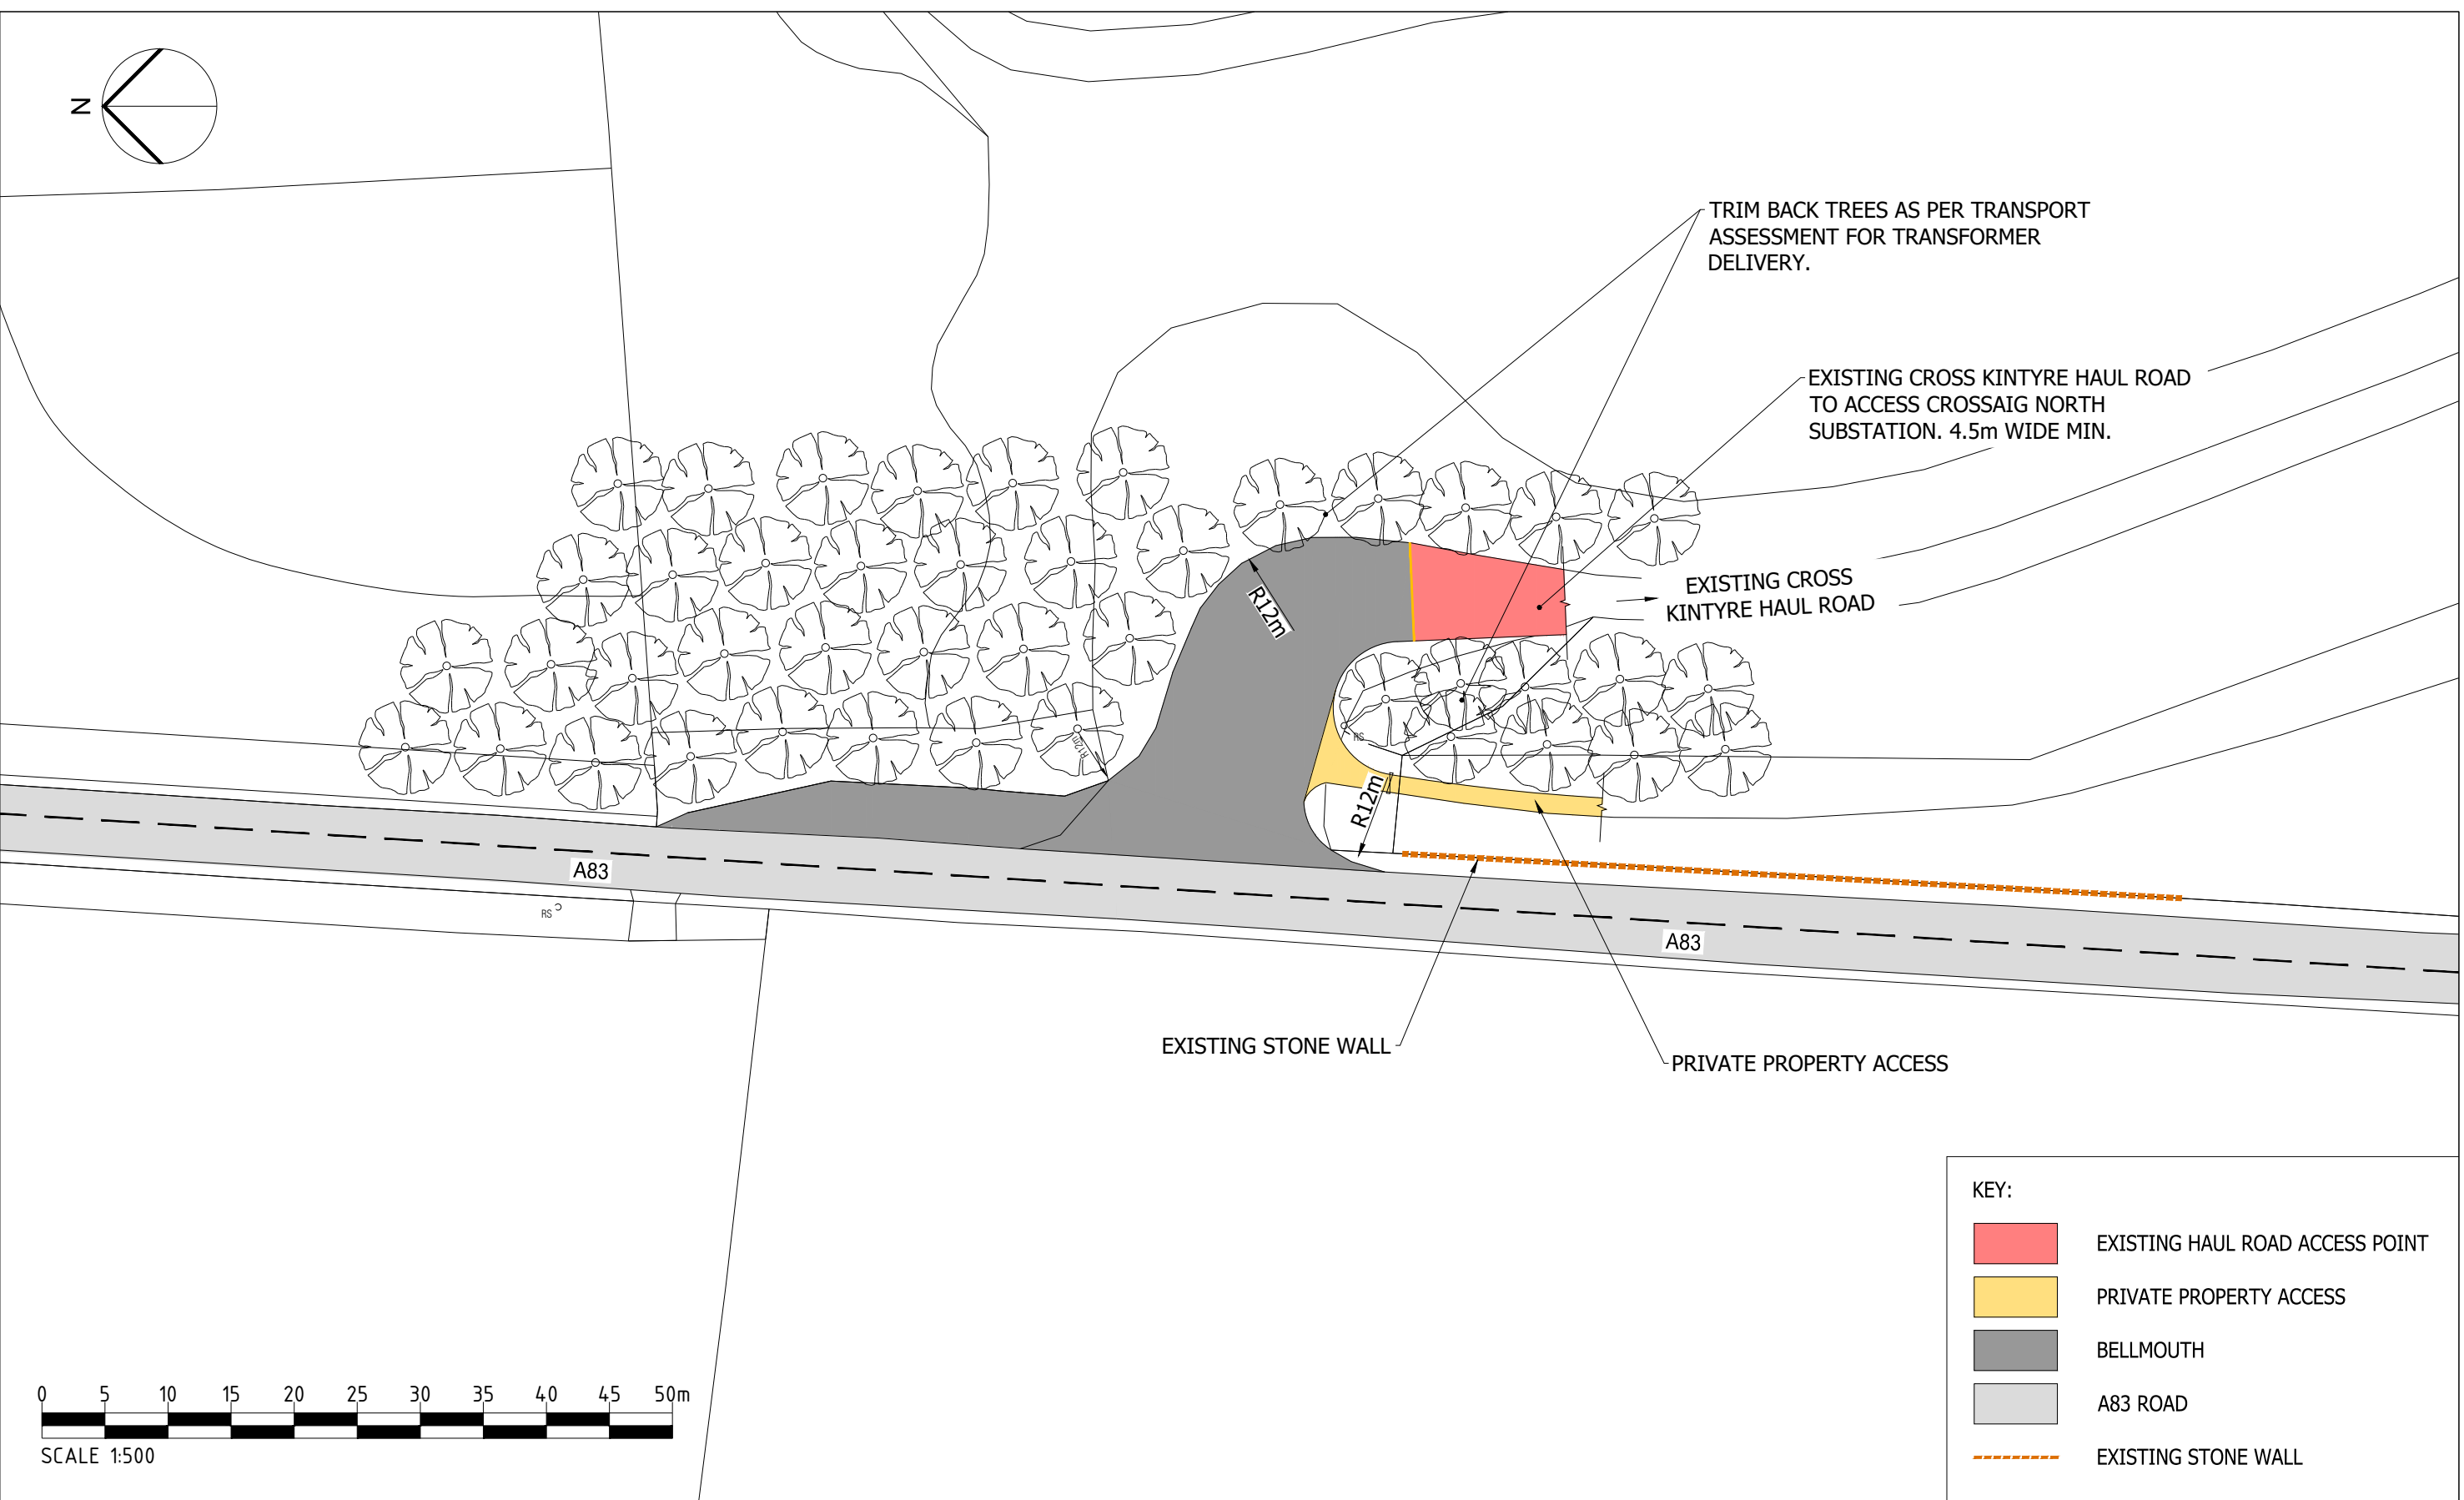 N
TRIM BACK TREES AS PER TRANSPORT
ASSESSMENT FOR TRANSFORMER
DELIVERY.
EXISTING CROSS KINTYRE HAUL ROAD
TO ACCESS CROSSAIG NORTH
SUBSTATION. 4.5m WIDE MIN.
EXISTING CROSS
KINTYRE HAUL ROAD
R12m
R12m
RS
R12m
A83
RS
A83
EXISTING STONE WALL
PRIVATE PROPERTY ACCESS
KEY:
EXISTING HAUL ROAD ACCESS POINT
PRIVATE PROPERTY ACCESS
BELLMOUTH
A83 ROAD
EXISTING STONE WALL
0 5 10 15 20 25 30 35 40 45 50m
SCALE 1:500